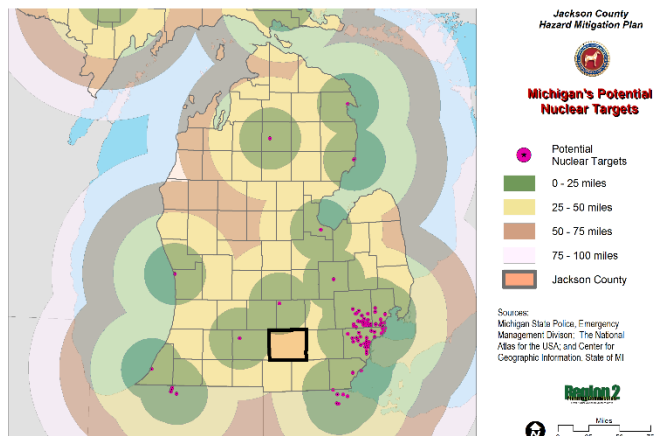 Jackson County
Hazard Mitigation Plan
Michigan's Potential
Nuclear Targets
Potential
Nuclear Targets
0 - 25 miles
25 - 50 miles
50 - 75 miles
75 - 100 miles
Jackson County
Sources:
Michigan State Police, Emergency
Management Divison; The National
Atlas for the USA; and Center for
Geographic Information, State of MI
Region 2
Miles